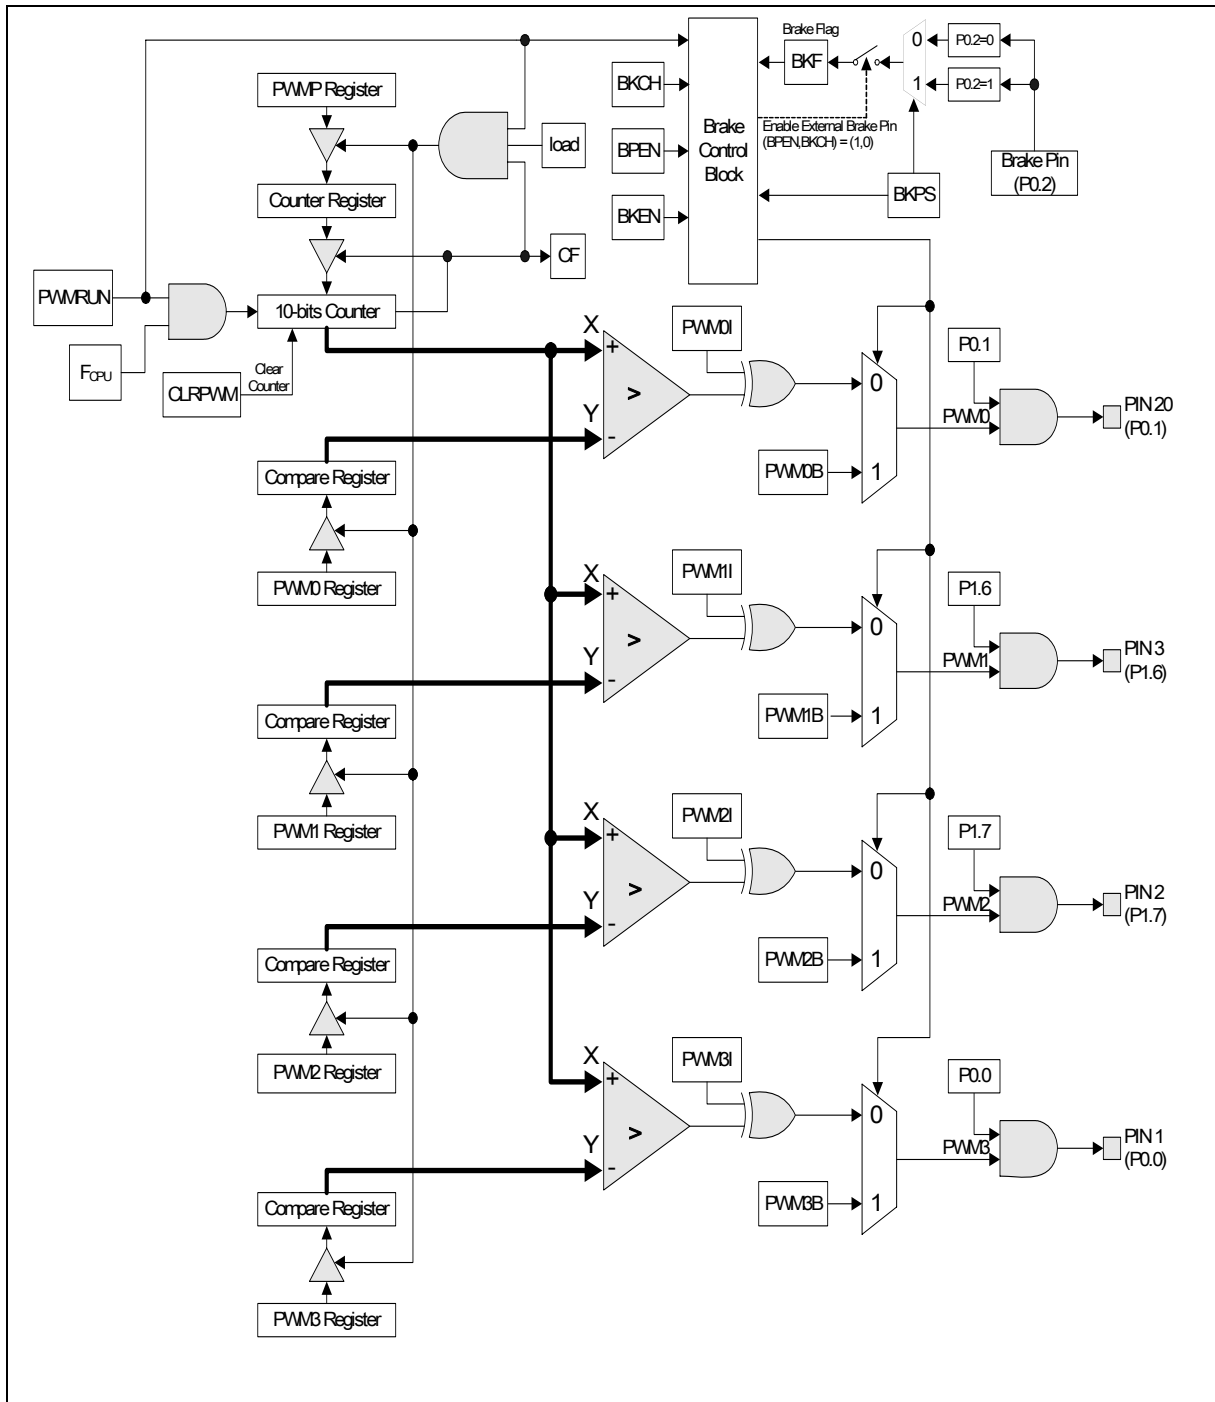 Brake Flag
0
P0.2=0
BKF
PWMP Register
BKCH
1
P0.2=1
load
BPEN
Brake
Control
Block
Enable External Brake Pin
(BPEN,BKCH) = (1,0)
Brake Pin
(P0.2)
Counter Register
BKPS
BKEN
CF
PWMRUN
10-bits Counter
FCPU
Clear
Counter
CLRPWM
X
+
>
Y
-
PWM0I
0
P0.1
PWM0
PIN 20
(P0.1)
PWM0B
1
Compare Register
PWM0 Register
X
+
>
Y
-
PWM1I
0
P1.6
PWM1
PIN 3
(P1.6)
PWM1B
1
Compare Register
PWM1 Register
X
+
>
Y
-
PWM2I
0
P1.7
PWM2
PIN 2
(P1.7)
PWM2B
1
Compare Register
PWM2 Register
X
+
>
Y
-
PWM3I
0
P0.0
PWM3
PIN 1
(P0.0)
PWM3B
1
Compare Register
PWM3 Register